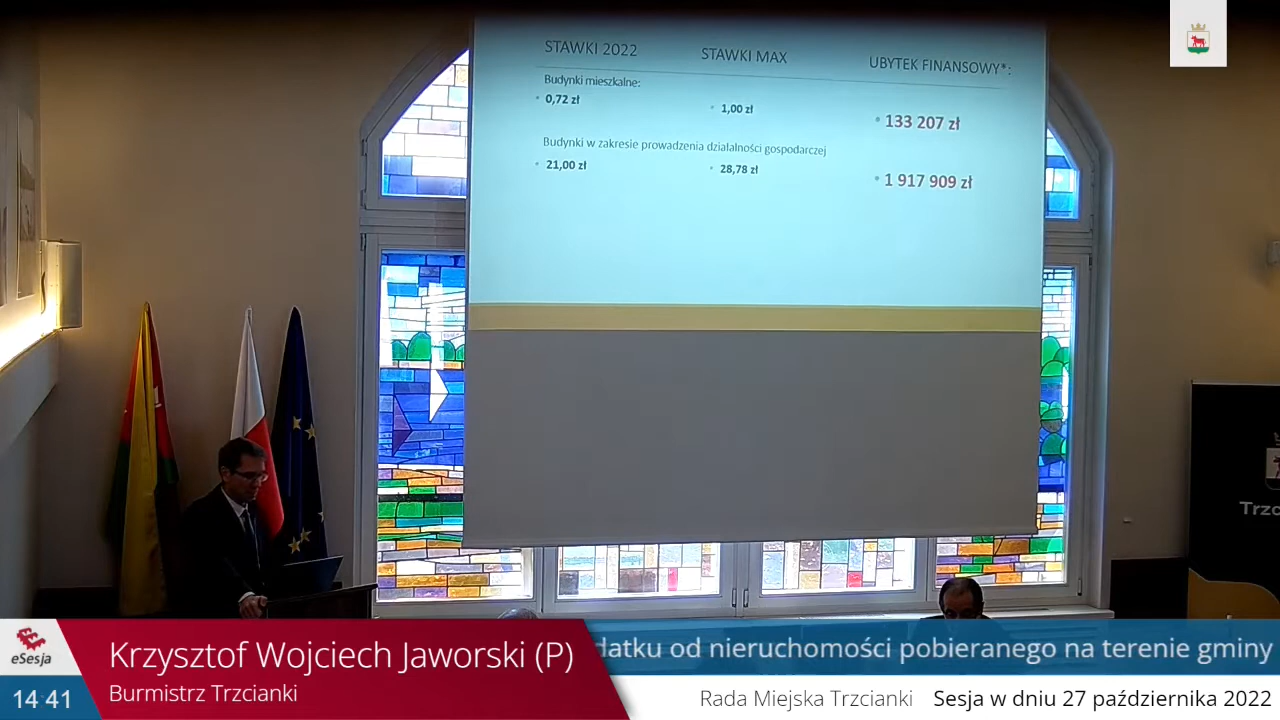 STAWKI 2022
STAWKI MAX
UBYTEK FINANSOWY*:
Budynki mieszkalne:
• 0,72 zł
• 1,00 zł
• 133 207 zł
Budynki w zakresie prowadzenia działalności gospodarczej
• 21,00 zł
• 28,78 zł
• 1 917 909 zł
eSesja
14 41
Krzysztof Wojciech Jaworski (P)
Burmistrz Trzcianki
datku od nieruchomości pobieranego na terenie gminy
Rada Miejska Trzcianki
Sesja w dniu 27 października 2022